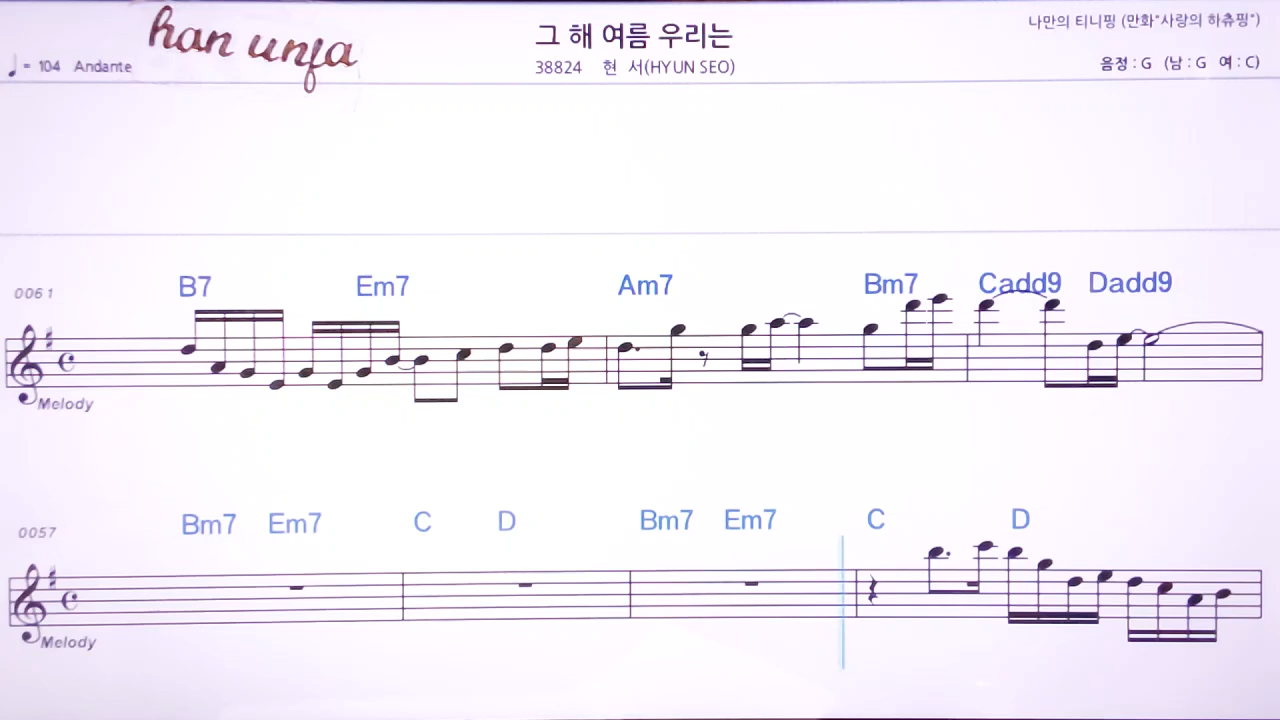 han unja
그 해 여름 우리는
나만의 티니핑 (만화"사랑의 하츄핑")
♩= 104 Andante
38824 현 서(HYUN SEO)
음정 : G (남 : G 여 : C)
0061 B7 Em7 Am7 Bm7 Cadd9 Dadd9
Melody
0057 Bm7 Em7 C D Bm7 Em7 C D
Melody